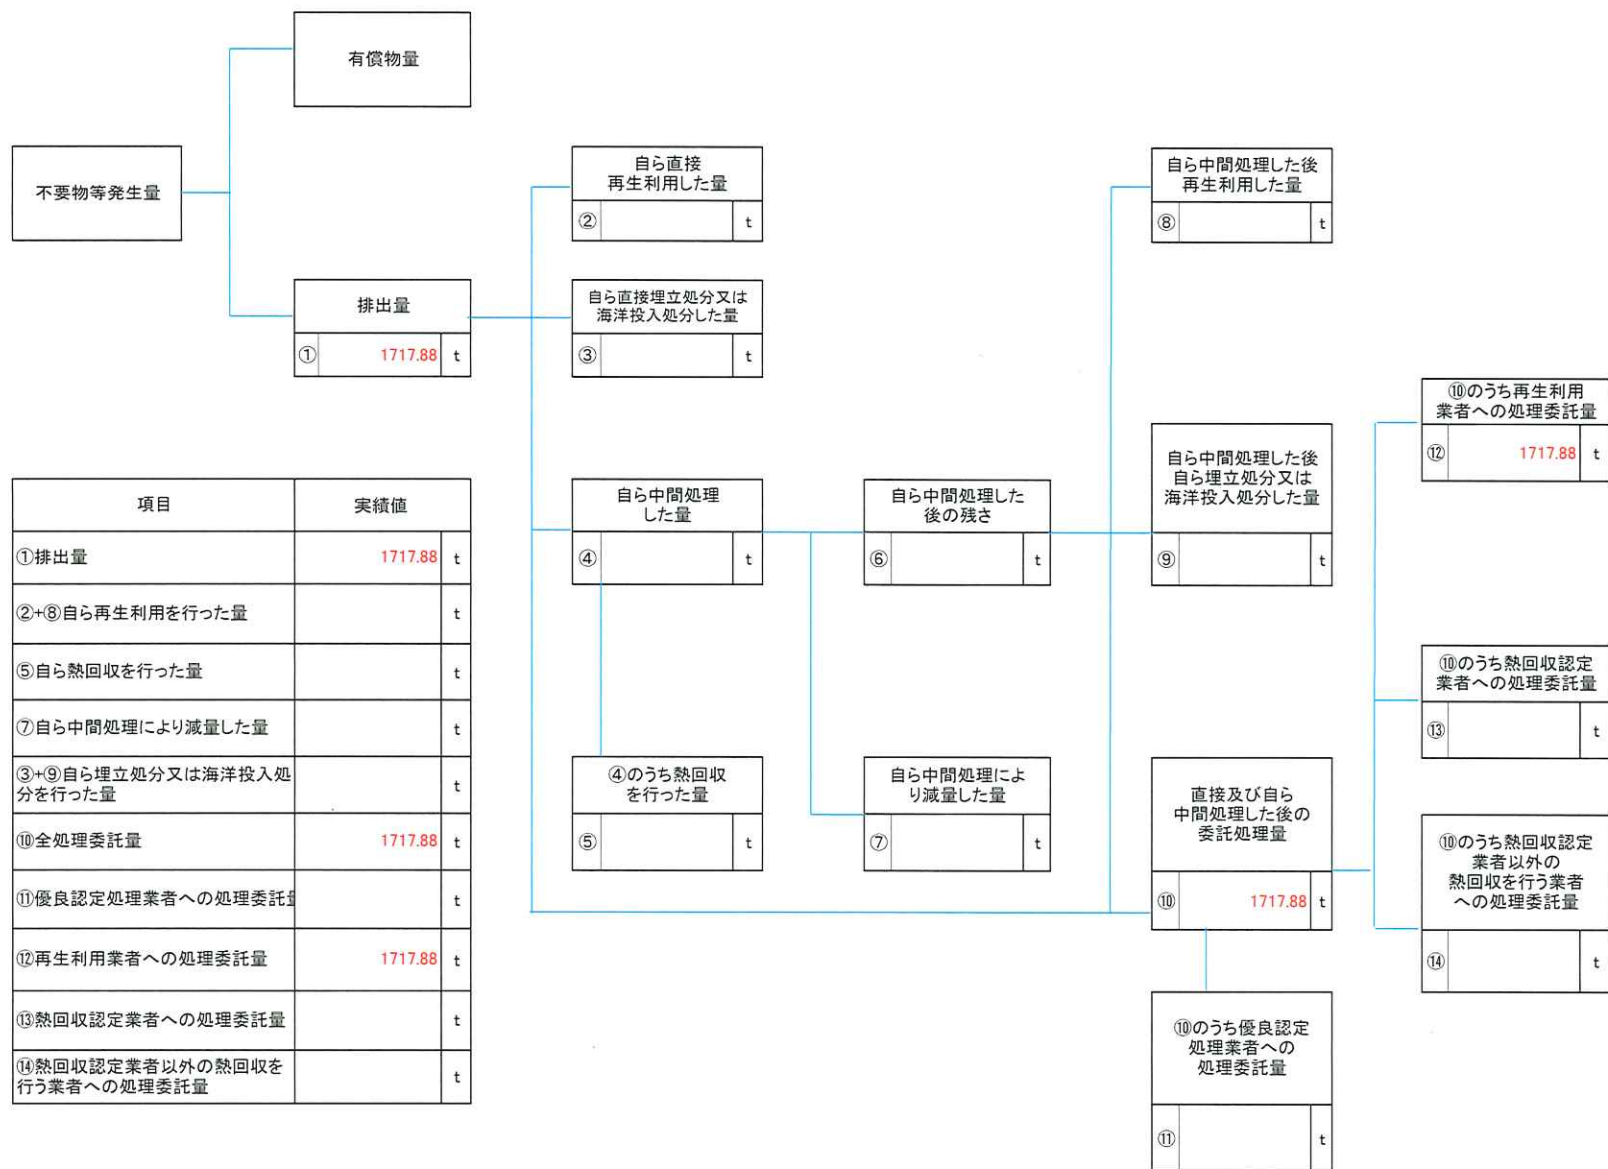 有償物量
不要物等発生量
排出量
① 1717.88 t
自ら直接
再生利用した量
② t
自ら直接埋立処分又は
海洋投入処分した量
③ t
自ら中間処理
した量
④ t
④のうち熱回収
を行った量
⑤ t
自ら中間処理した
後の残さ
⑥ t
自ら中間処理によ
り減量した量
⑦ t
自ら中間処理した後
再生利用した量
⑧ t
自ら中間処理した後
自ら埋立処分又は
海洋投入処分した量
⑨ t
直接及び自ら
中間処理した後の
委託処理量
⑩ 1717.88 t
⑩のうち優良認定
処理業者への
処理委託量
⑪ t
⑩のうち再生利用
業者への処理委託量
⑫ 1717.88 t
⑩のうち熱回収認定
業者への処理委託量
⑬ t
⑩のうち熱回収認定
業者以外の
熱回収を行う業者
への処理委託量
⑭ t
項目 実績値
①排出量 1717.88 t
②+⑧自ら再生利用を行った量 t
⑤自ら熱回収を行った量 t
⑦自ら中間処理により減量した量 t
③+⑨自ら埋立処分又は海洋投入処
分を行った量 t
⑩全処理委託量 1717.88 t
⑪優良認定処理業者への処理委託 t
⑫再生利用業者への処理委託量 1717.88 t
⑬熱回収認定業者への処理委託量 t
⑭熱回収認定業者以外の熱回収を
行う業者への処理委託量 t